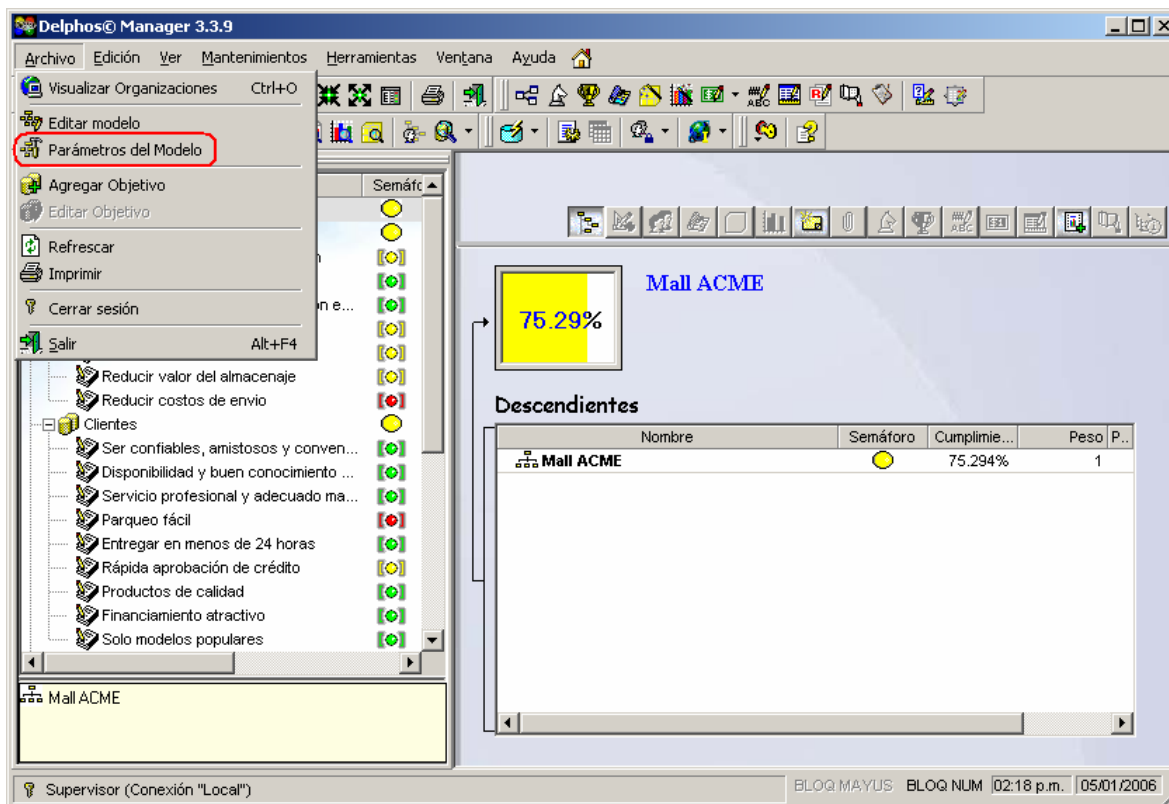 Delphos© Manager 3.3.9
Archivo Edición Ver Mantenimientos Herramientas Ventana Ayuda
Visualizar Organizaciones Ctrl+O
Editar modelo
Parámetros del Modelo
Agregar Objetivo
Editar Objetivo
Refrescar
Imprimir
Cerrar sesión
Salir Alt+F4
Semáfo
ón e...
Reducir valor del almacenaje
Reducir costos de envio
Clientes
Ser confiables, amistosos y conven...
Disponibilidad y buen conocimiento ...
Servicio profesional y adecuado ma...
Parqueo fácil
Entregar en menos de 24 horas
Rápida aprobación de crédito
Productos de calidad
Financiamiento atractivo
Solo modelos populares
Mall ACME
75.29%
Mall ACME
Descendientes
Nombre Semáforo Cumplimie... Peso P...
Mall ACME 75.294% 1
Supervisor (Conexión "Local")
BLOQ MAYUS BLOQ NUM 02:18 p.m. 05/01/2006